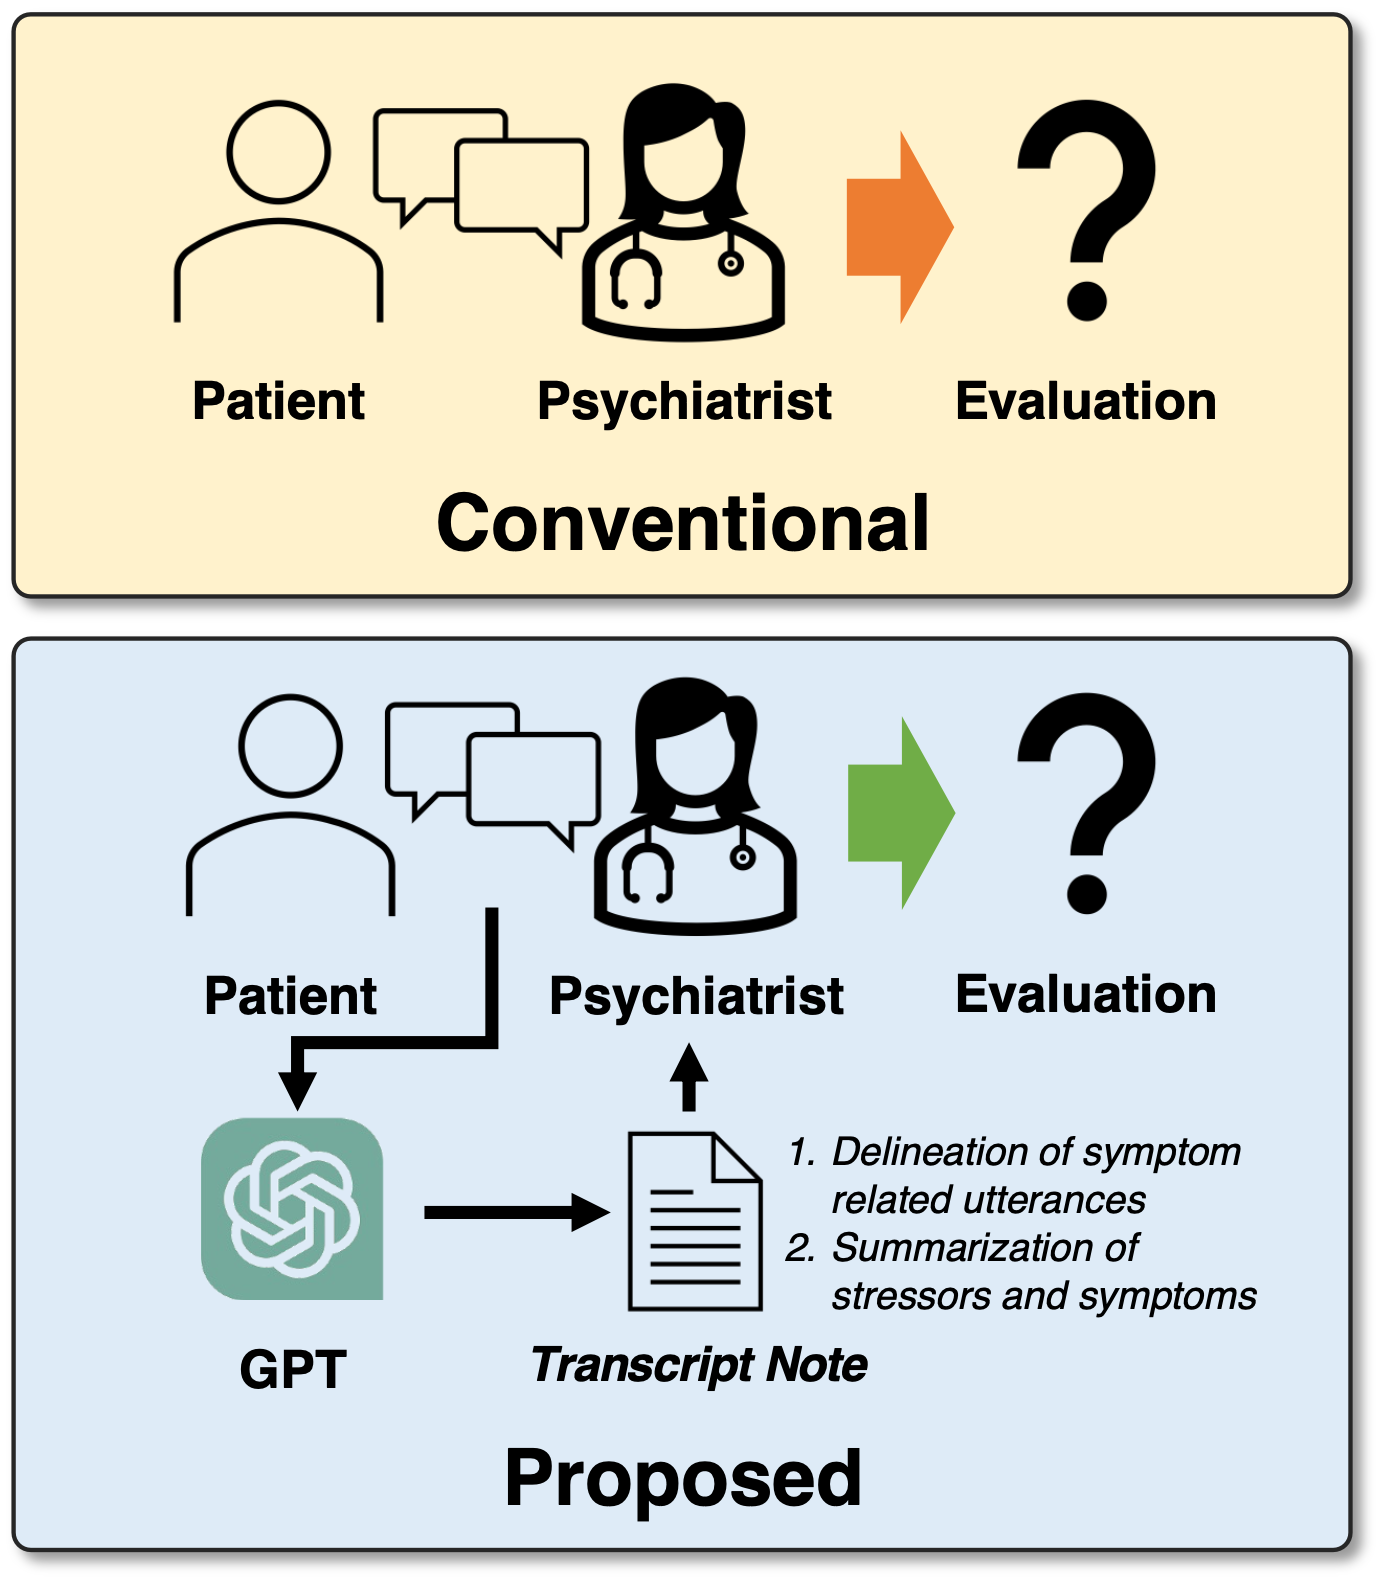 Patient
Psychiatrist
Evaluation
Conventional
Patient
Psychiatrist
Evaluation
1. Delineation of symptom
related utterances
2. Summarization of
stressors and symptoms
GPT
Transcript Note
Proposed